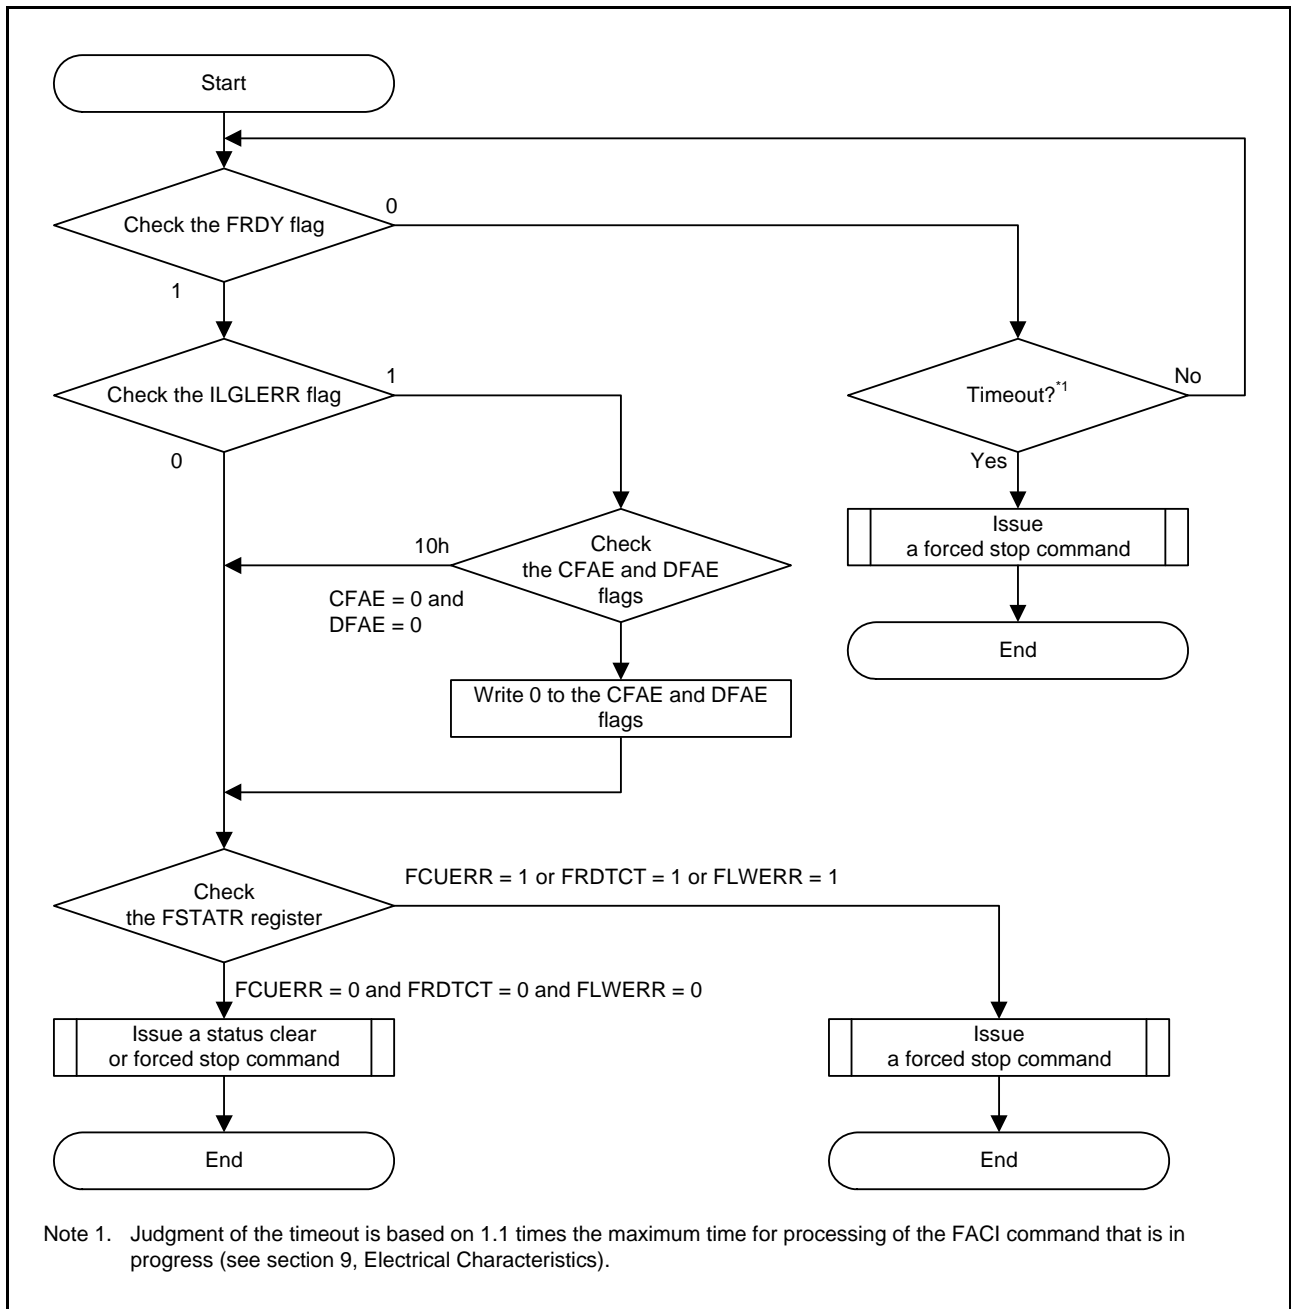 Start
Check the FRDY flag
0
1
Check the ILGLERR flag
1
0
Timeout?*1
No
Yes
Issue
a forced stop command
End
10h
CFAE = 0 and
DFAE = 0
Check
the CFAE and DFAE
flags
Write 0 to the CFAE and DFAE
flags
Check
the FSTATR register
FCUERR = 1 or FRDTCT = 1 or FLWERR = 1
FCUERR = 0 and FRDTCT = 0 and FLWERR = 0
Issue a status clear
or forced stop command
End
Issue
a forced stop command
End
Note 1. Judgment of the timeout is based on 1.1 times the maximum time for processing of the FACI command that is in
progress (see section 9, Electrical Characteristics).